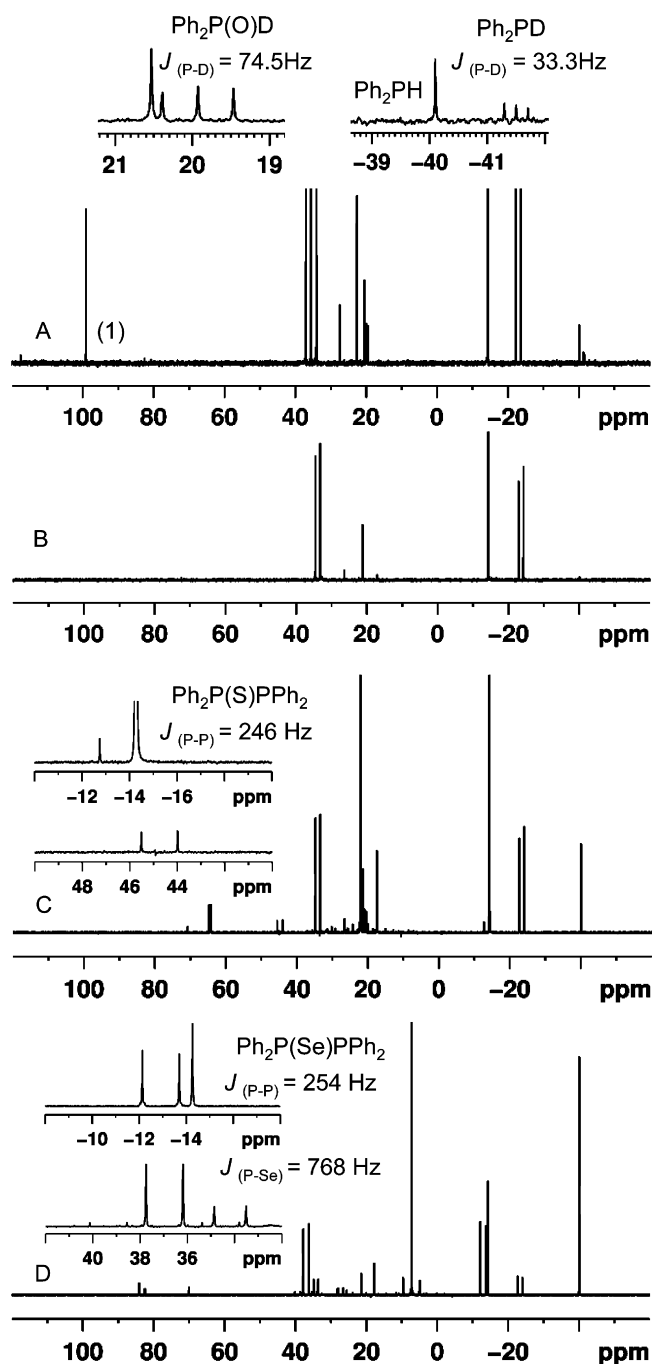 Ph2P(O)D
J (P-D) = 74.5Hz
Ph2PD
J (P-D) = 33.3Hz
Ph2PH
21 20 19
−39 −40 −41
A (1)
100 80 60 40 20 0 −20 ppm
B
100 80 60 40 20 0 −20 ppm
Ph2P(S)PPh2
J (P-P) = 246 Hz
−12 −14 −16 ppm
48 46 44 ppm
C
100 80 60 40 20 0 −20 ppm
Ph2P(Se)PPh2
J (P-P) = 254 Hz
−10 −12 −14 ppm
J (P-Se) = 768 Hz
40 38 36 ppm
D
100 80 60 40 20 0 −20 ppm